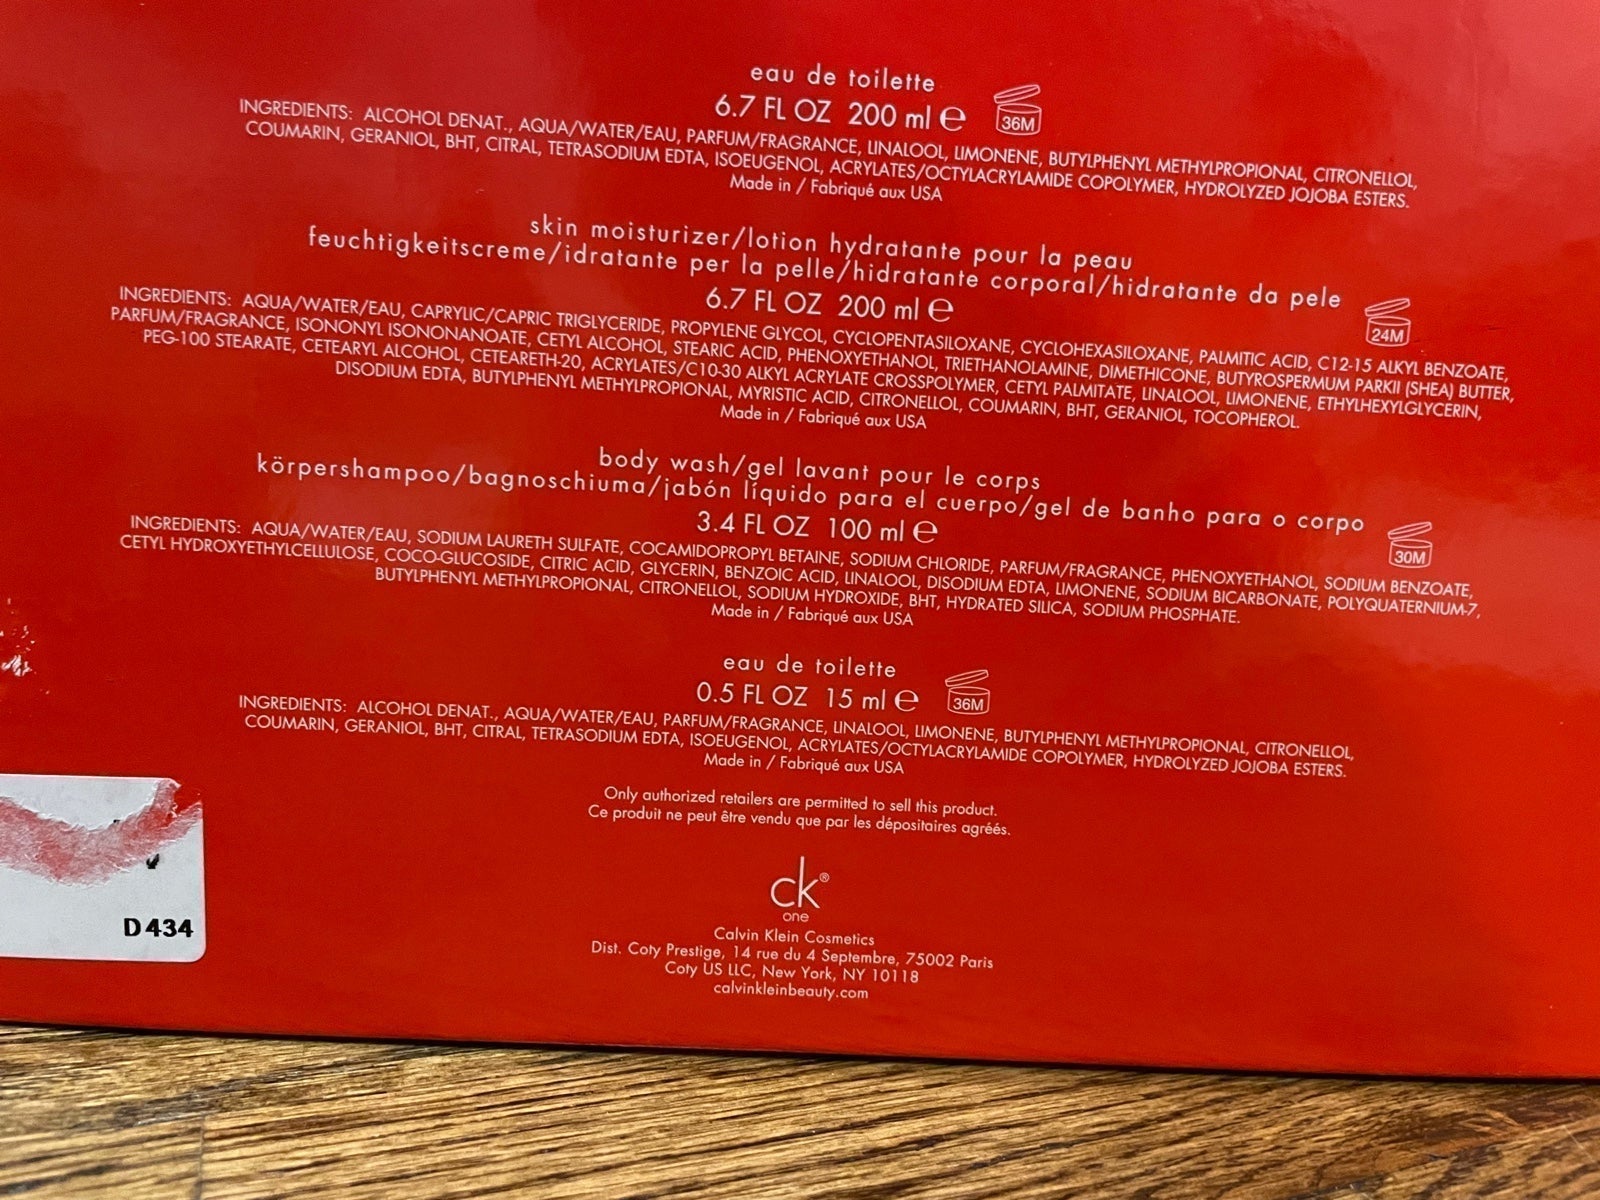 eau de toilette
6.7 FL OZ 200 ml e
36M
INGREDIENTS: ALCOHOL DENAT., AQUA/WATER/EAU, PARFUM/FRAGRANCE, LINALOOL, LIMONENE, BUTYLPHENYL METHYLPROPIONAL, CITRONELLOL,
COUMARIN, GERANIOL, BHT, CITRAL, TETRASODIUM EDTA, ISOEUGENOL, ACRYLATES/OCTYLACRYLAMIDE COPOLYMER, HYDROLYZED JOJOBA ESTERS.
Made in / Fabriqué aux USA
skin moisturizer/lotion hydratante pour la peau
feuchtigkeitscreme/idratante per la pelle/hidratante corporal/hidratante da pele
6.7 FL OZ 200 ml e
24M
INGREDIENTS: AQUA/WATER/EAU, CAPRYLIC/CAPRIC TRIGLYCERIDE, PROPYLENE GLYCOL, CYCLOPENTASILOXANE, CYCLOHEXASILOXANE, PALMITIC ACID, C12-15 ALKYL BENZOATE,
PARFUM/FRAGRANCE, ISONONYL ISONONANOATE, CETYL ALCOHOL, STEARIC ACID, PHENOXYETHANOL, TRIETHANOLAMINE, DIMETHICONE, BUTYROSPERMUM PARKII (SHEA) BUTTER,
PEG-100 STEARATE, CETEARYL ALCOHOL, CETEARETH-20, ACRYLATES/C10-30 ALKYL ACRYLATE CROSSPOLYMER, CETYL PALMITATE, LINALOOL, LIMONENE, ETHYLHEXYLGLYCERIN,
DISODIUM EDTA, BUTYLPHENYL METHYLPROPIONAL, MYRISTIC ACID, CITRONELLOL, COUMARIN, BHT, GERANIOL, TOCOPHEROL.
Made in / Fabriqué aux USA
body wash/gel lavant pour le corps
körpershampoo/bagnoschiuma/jabón líquido para el cuerpo/gel de banho para o corpo
3.4 FL OZ 100 ml e
30M
INGREDIENTS: AQUA/WATER/EAU, SODIUM LAURETH SULFATE, COCAMIDOPROPYL BETAINE, SODIUM CHLORIDE, PARFUM/FRAGRANCE, PHENOXYETHANOL, SODIUM BENZOATE,
CETYL HYDROXYETHYLCELLULOSE, COCO-GLUCOSIDE, CITRIC ACID, GLYCERIN, BENZOIC ACID, LINALOOL, DISODIUM EDTA, LIMONENE, SODIUM BICARBONATE, POLYQUATERNIUM-7,
BUTYLPHENYL METHYLPROPIONAL, CITRONELLOL, SODIUM HYDROXIDE, BHT, HYDRATED SILICA, SODIUM PHOSPHATE.
Made in / Fabriqué aux USA
eau de toilette
0.5 FL OZ 15 ml e
36M
INGREDIENTS: ALCOHOL DENAT., AQUA/WATER/EAU, PARFUM/FRAGRANCE, LINALOOL, LIMONENE, BUTYLPHENYL METHYLPROPIONAL, CITRONELLOL,
COUMARIN, GERANIOL, BHT, CITRAL, TETRASODIUM EDTA, ISOEUGENOL, ACRYLATES/OCTYLACRYLAMIDE COPOLYMER, HYDROLYZED JOJOBA ESTERS.
Made in / Fabriqué aux USA
Only authorized retailers are permitted to sell this product.
Ce produit ne peut être vendu que par les dépositaires agréés.
ck®
one
Calvin Klein Cosmetics
Dist. Coty Prestige, 14 rue du 4 Septembre, 75002 Paris
Coty US LLC, New York, NY 10118
calvinkleinbeauty.com
D434